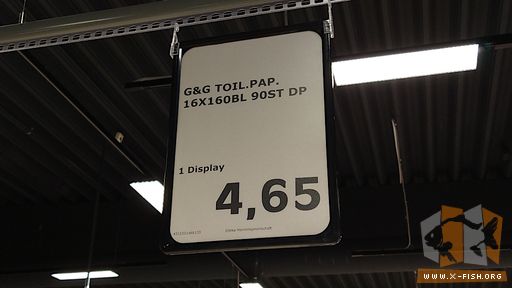 G&G TOIL.PAP.
16X160BL 90ST DP
1 Display
4,65
WWW.X-FISH.ORG